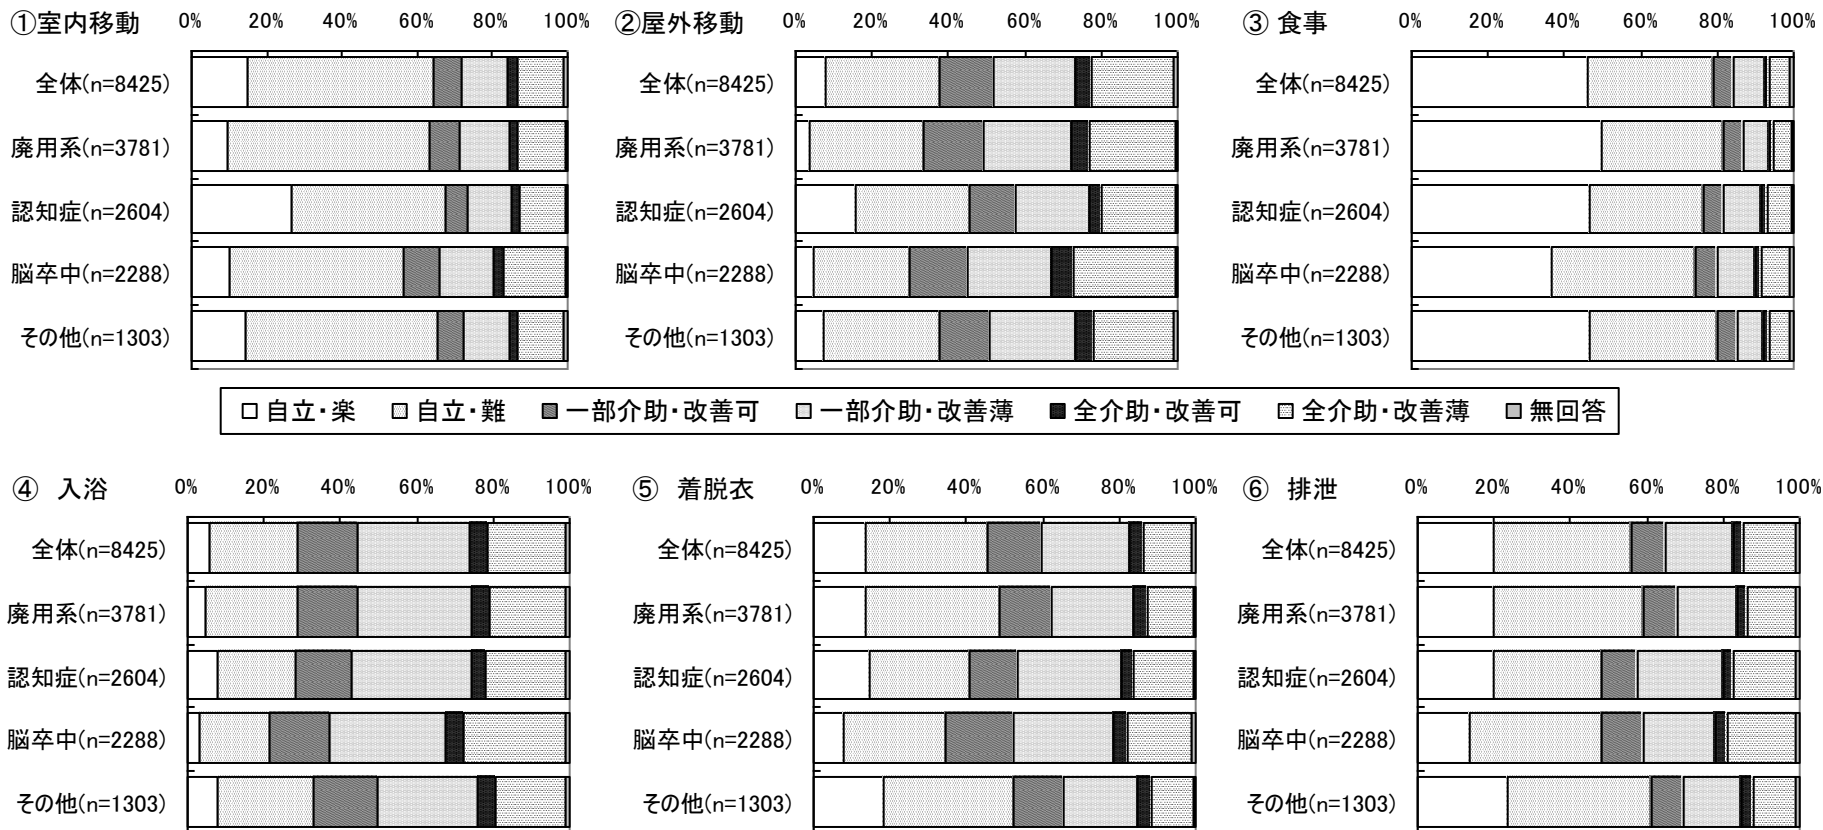 ①室内移動 0% 20% 40% 60% 80% 100%
全体(n=8425)
廃用系(n=3781)
認知症(n=2604)
脳卒中(n=2288)
その他(n=1303)
②屋外移動 0% 20% 40% 60% 80% 100%
全体(n=8425)
廃用系(n=3781)
認知症(n=2604)
脳卒中(n=2288)
その他(n=1303)
③ 食事 0% 20% 40% 60% 80% 100%
全体(n=8425)
廃用系(n=3781)
認知症(n=2604)
脳卒中(n=2288)
その他(n=1303)
自立・楽 自立・難 一部介助・改善可 一部介助・改善薄 全介助・改善可 全介助・改善薄 無回答
④ 入浴 0% 20% 40% 60% 80% 100%
全体(n=8425)
廃用系(n=3781)
認知症(n=2604)
脳卒中(n=2288)
その他(n=1303)
⑤ 着脱衣 0% 20% 40% 60% 80% 100%
全体(n=8425)
廃用系(n=3781)
認知症(n=2604)
脳卒中(n=2288)
その他(n=1303)
⑥ 排泄 0% 20% 40% 60% 80% 100%
全体(n=8425)
廃用系(n=3781)
認知症(n=2604)
脳卒中(n=2288)
その他(n=1303)